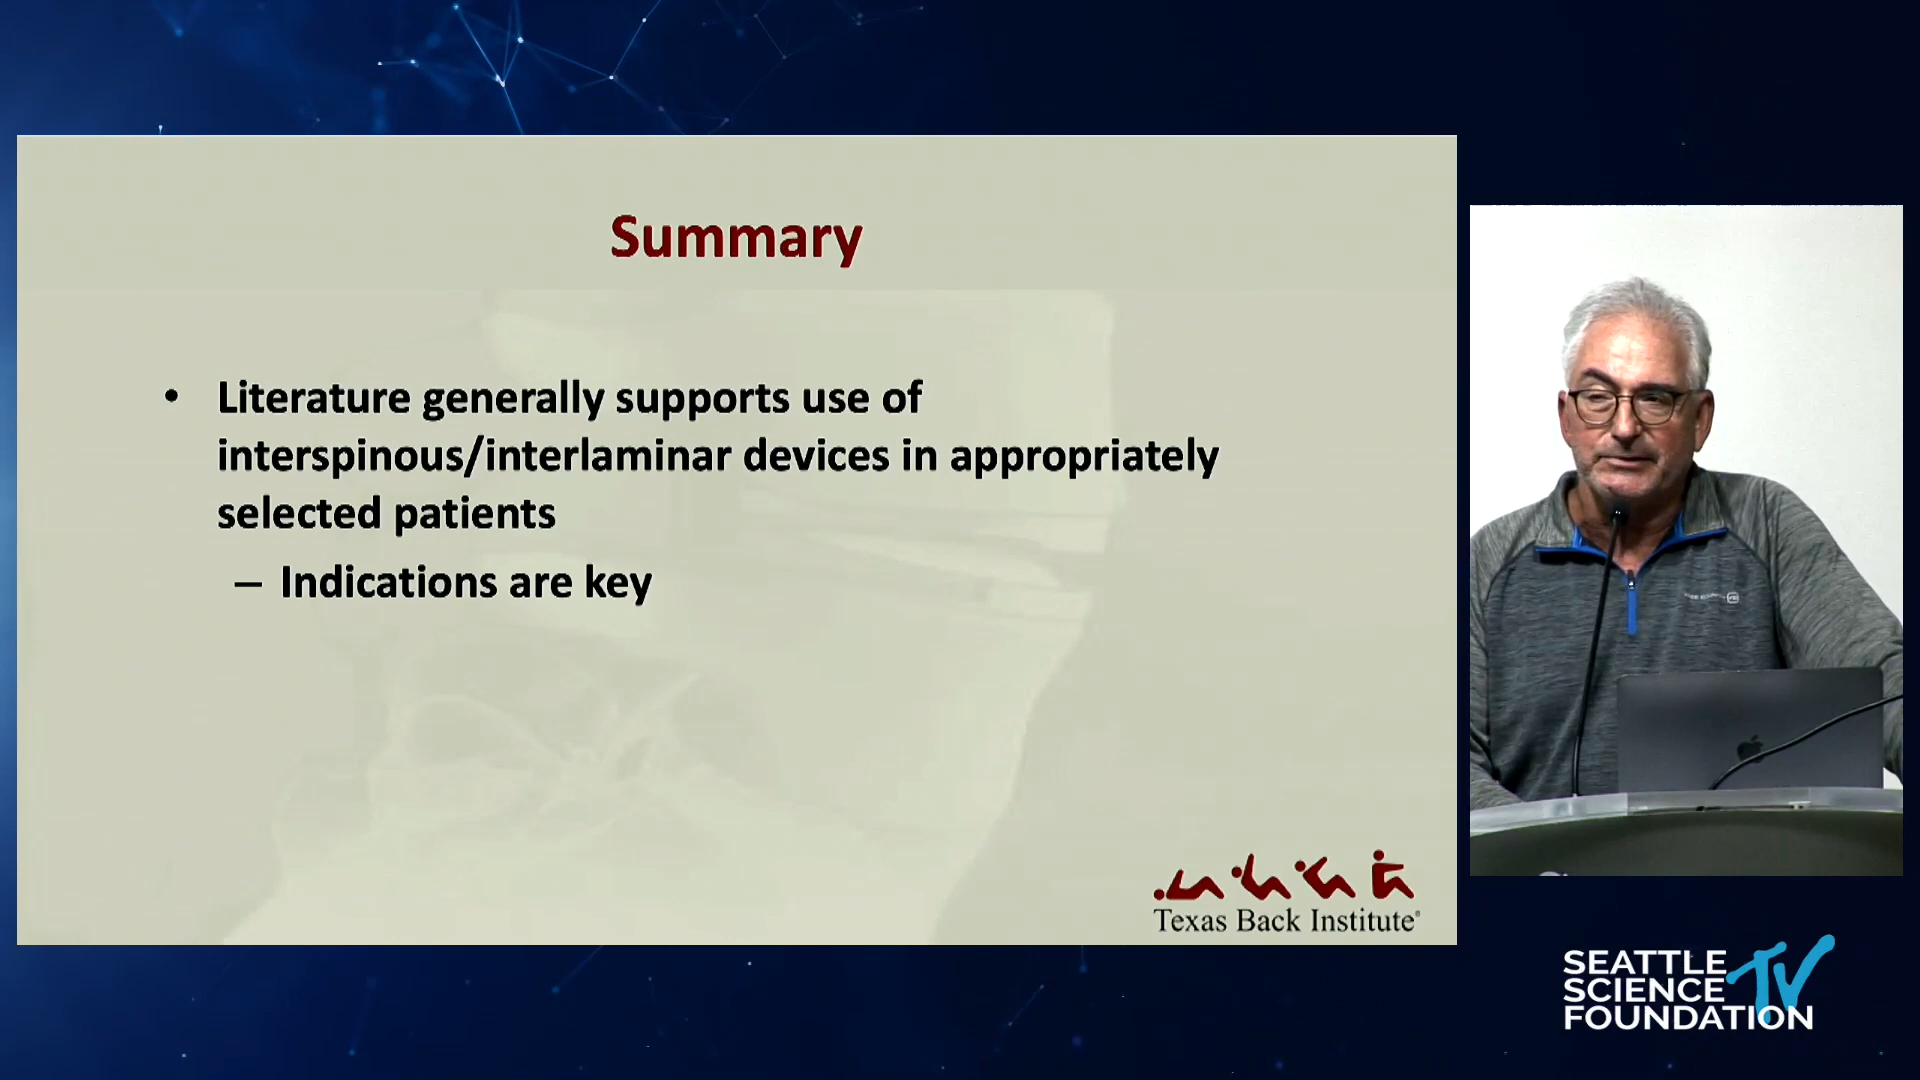 Summary
• Literature generally supports use of
interspinous/interlaminar devices in appropriately
selected patients
– Indications are key
Texas Back Institute®
SEATTLE
SCIENCE
FOUNDATION
TV